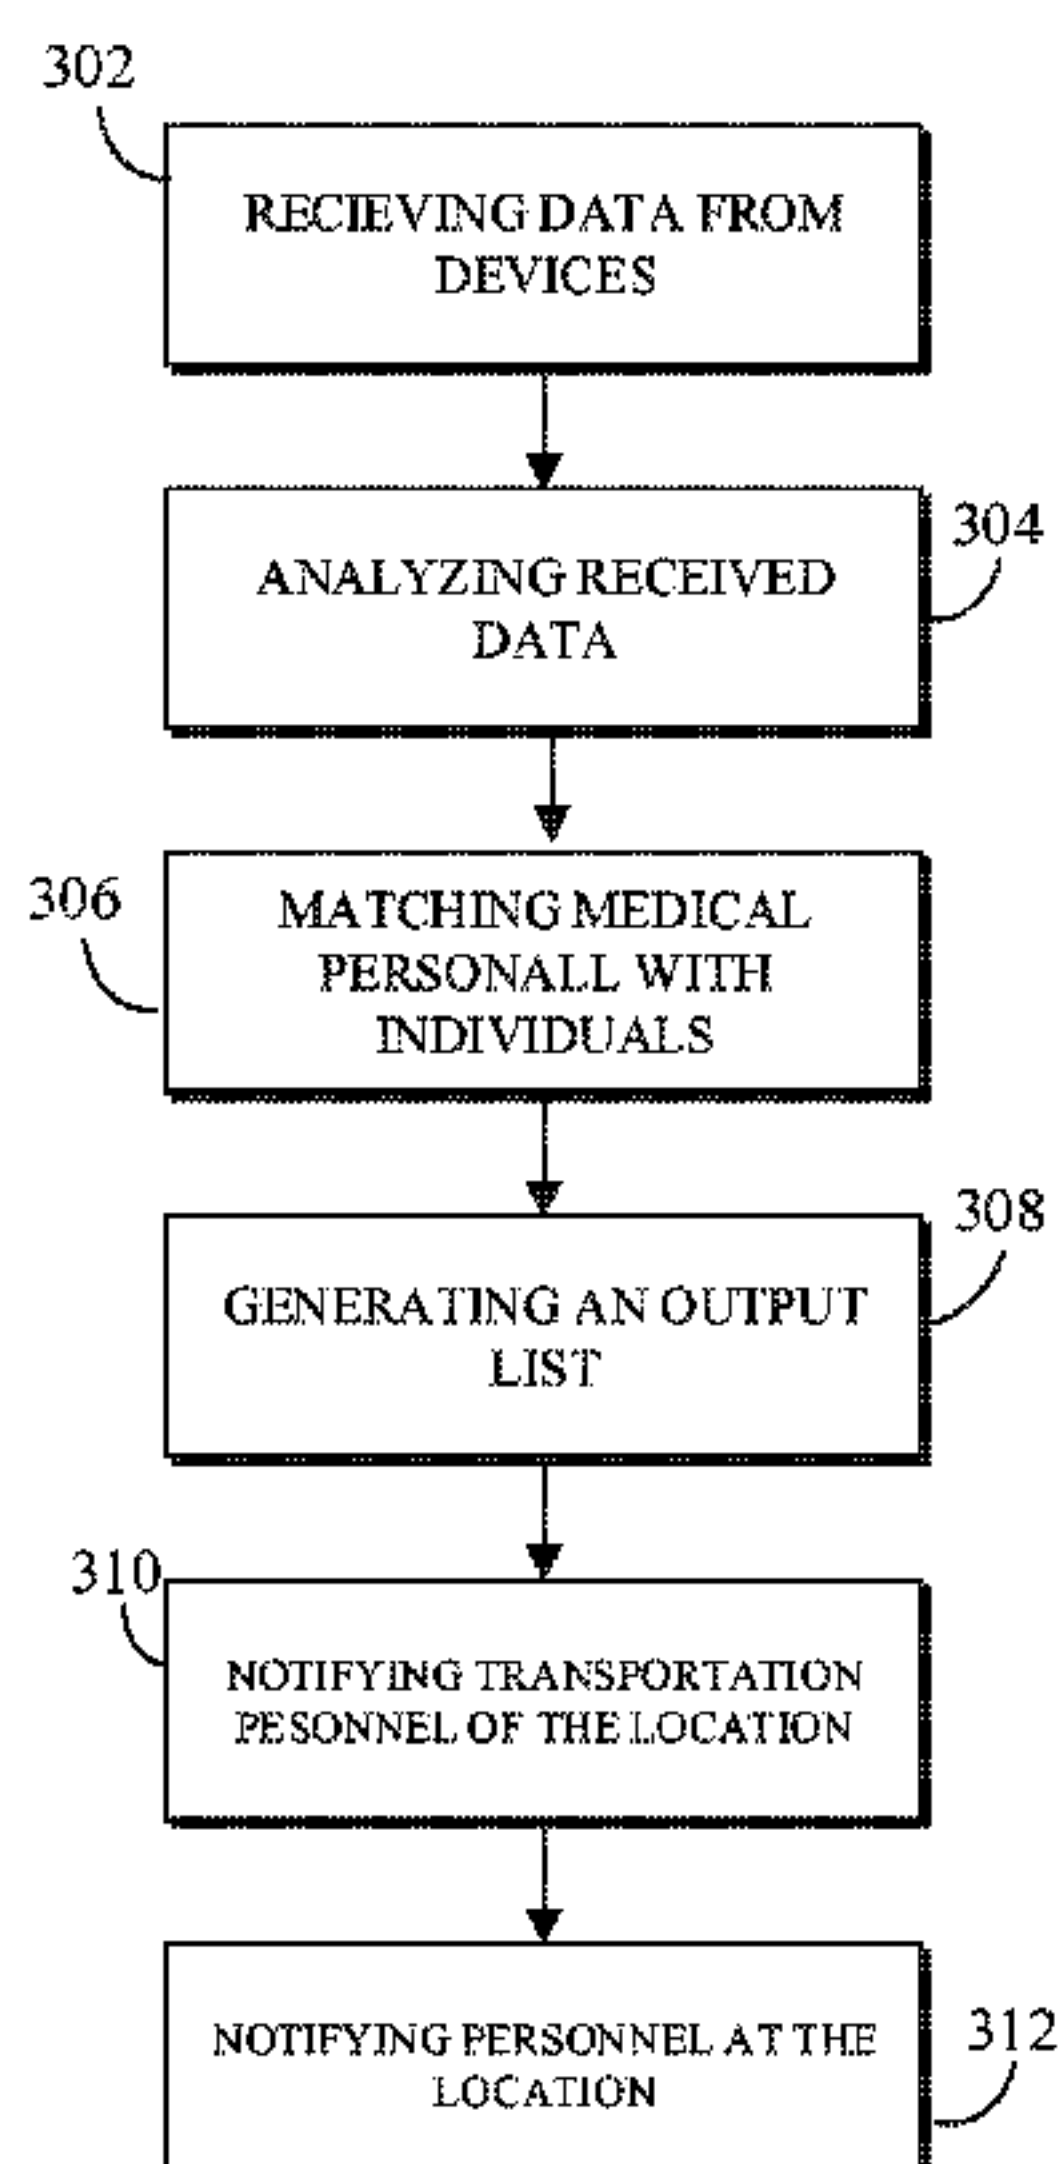 302
RECIEVING DATA FROM
DEVICES
ANALYZING RECEIVED
DATA
304
306
MATCHING MEDICAL
PERSONALL WITH
INDIVIDUALS
308
GENERATING AN OUTPUT
LIST
310
NOTIFYING TRANSPORTATION
PESONNEL OF THE LOCATION
NOTIFYING PERSONNEL AT THE
LOCATION
312